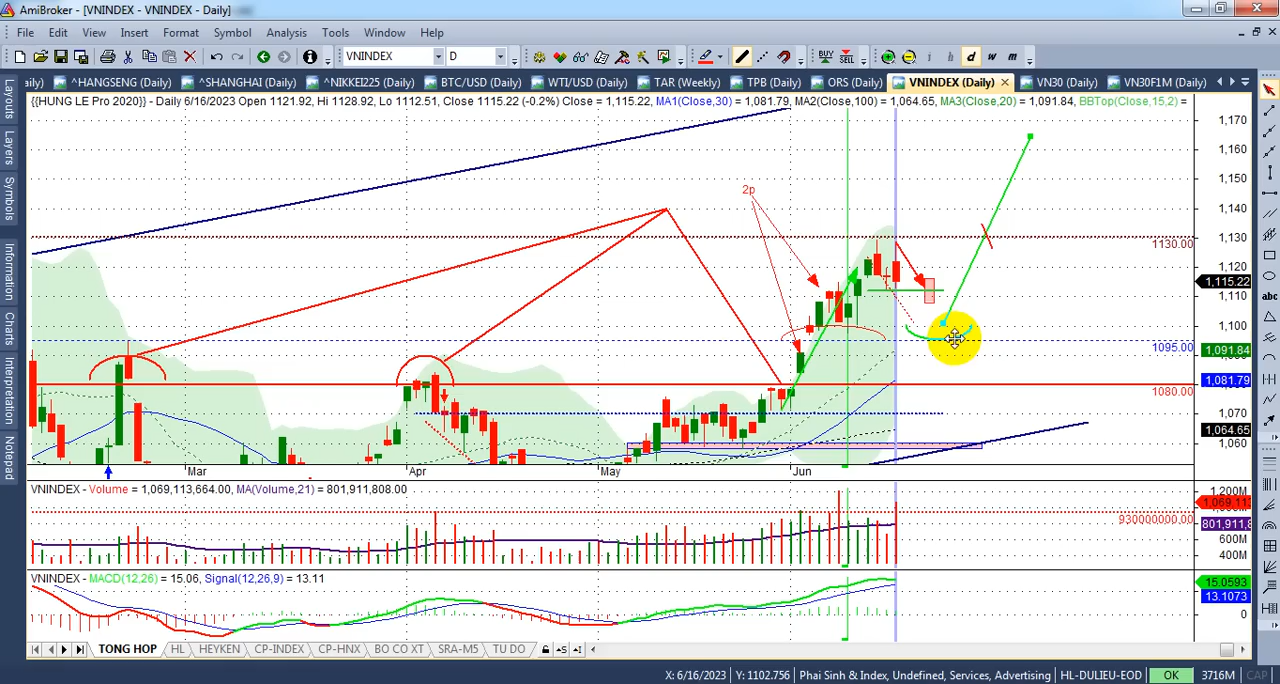 AmiBroker - [VNINDEX - VNINDEX - Daily]
File Edit View Insert Format Symbol Analysis Tools Window Help
VNINDEX D BUY SELL i h d w m
aily) ^HANGSENG (Daily) ^SHANGHAI (Daily) ^NIKKEI225 (Daily) BTC/USD (Daily) WTI/USD (Daily) TAR (Weekly) TPB (Daily) ORS (Daily) VNINDEX (Daily) VN30 (Daily) VN30F1M (Daily)
{{HUNG LE Pro 2020}} - Daily 6/16/2023 Open 1121.92, Hi 1128.92, Lo 1112.51, Close 1115.22 (-0.2%) Close = 1,115.22, MA1(Close,30) = 1,081.79, MA2(Close,100) = 1,064.65, MA3(Close,20) = 1,091.84, BBTop(Close,15,2) =
Layouts
Layers
Symbols
Information
Charts
Interpretation
Notepad
abc
1,170
1,160
1,150
2p
1,140
1,130
1130.00
1,120
1,115.22
1,110
1,100
1095.00
1,091.84
1,081.79
1080.00
1,070
1,064.65
1,060
Mar Apr May Jun
VNINDEX - Volume = 1,069,113,664.00, MA(Volume,21) = 801,911,808.00
1,200M
1,069,113
930000000.00
801,911,8
600M
400M
VNINDEX - MACD(12,26) = 15.06, Signal(12,26,9) = 13.11
15.0593
13.1073
0
TONG HOP HL HEYKEN CP-INDEX CP-HNX BO CO XT SRA-M5 TU DO
X: 6/16/2023 Y: 1102.756 Phai Sinh & Index, Undefined, Services, Advertising HL-DULIEU-EOD OK 3716M CAP